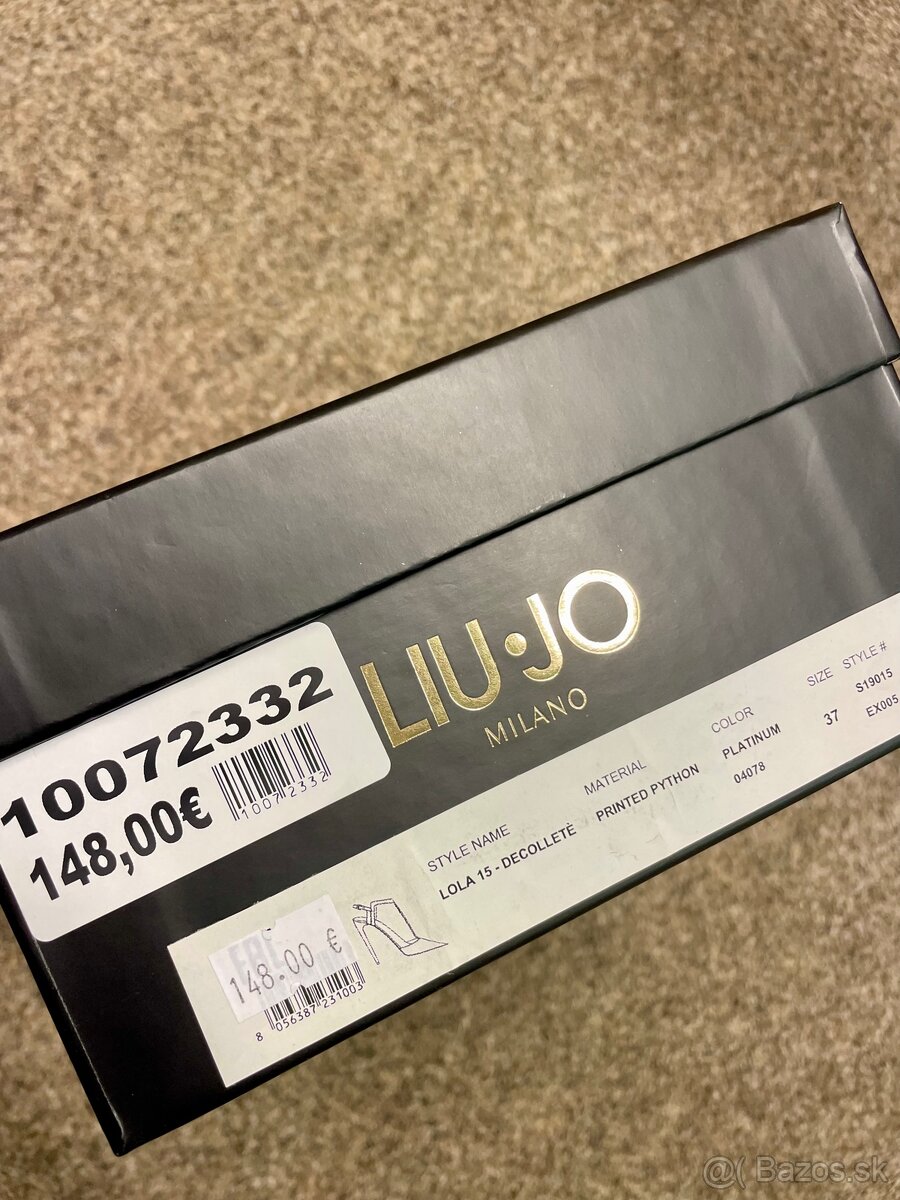 LIU·JO
MILANO
10072332
148,00€
10072332
STYLE NAME
LOLA 15 - DECOLLETÈ
MATERIAL
PRINTED PYTHON
COLOR
PLATINUM
04078
SIZE
37
STYLE #
S19015
EX005
148.00 €
8 056387 231003
@( Bazos.sk